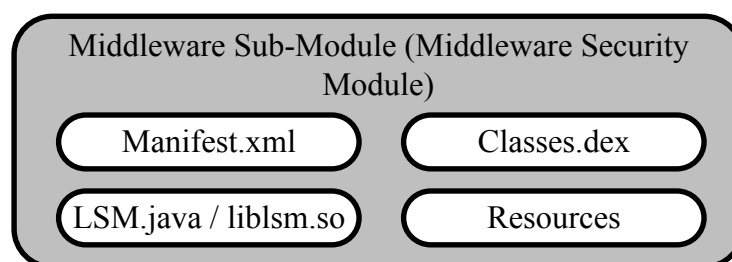 Middleware Sub-Module (Middleware Security
Module)
Manifest.xml
Classes.dex
LSM.java / liblsm.so
Resources